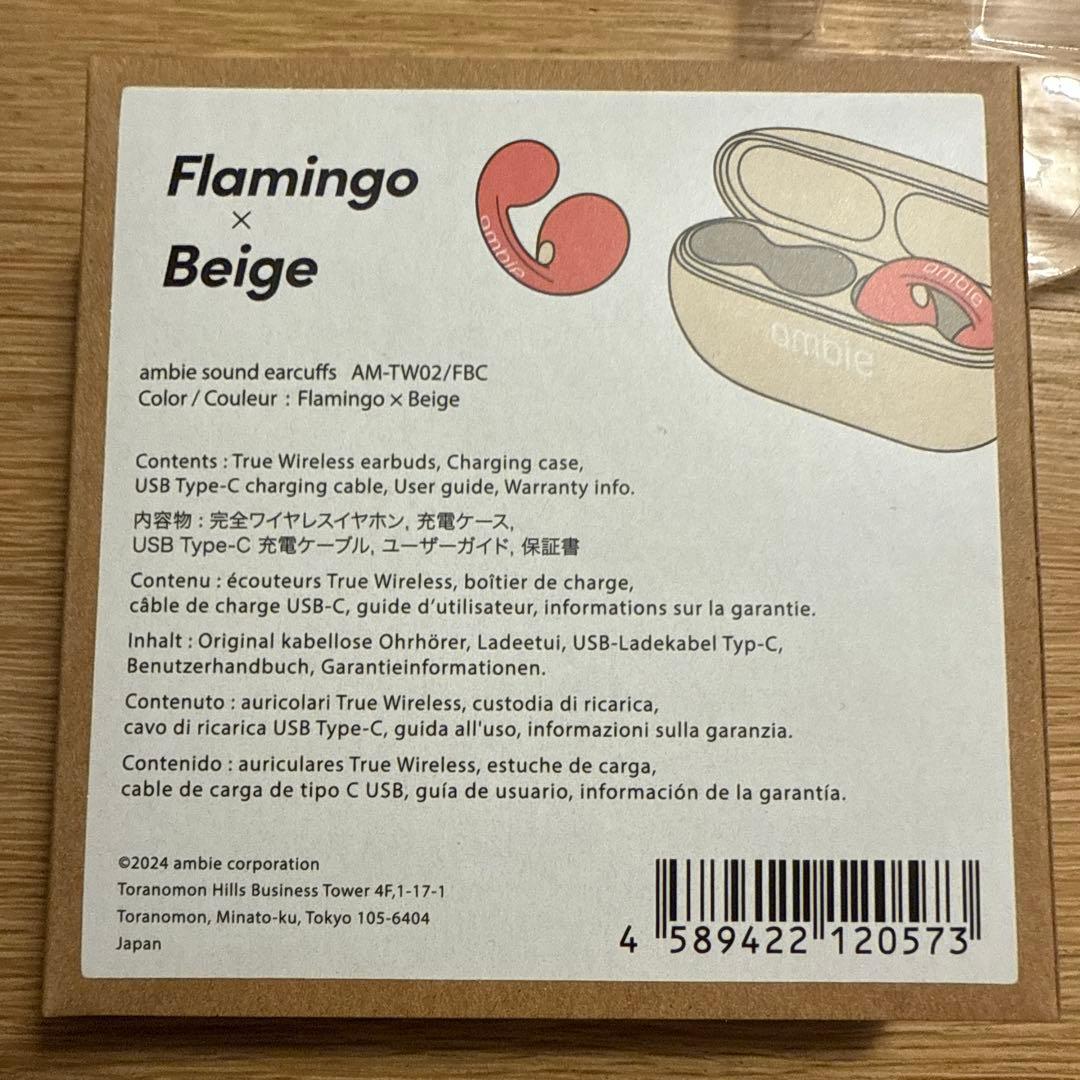 Flamingo
×
Beige
ambie
ambie
ambie
ambie sound earcuffs AM-TW02/FBC
Color / Couleur : Flamingo × Beige
Contents : True Wireless earbuds, Charging case,
USB Type-C charging cable, User guide, Warranty info.
内容物 : 完全ワイヤレスイヤホン, 充電ケース,
USB Type-C 充電ケーブル, ユーザーガイド, 保証書
Contenu : écouteurs True Wireless, boîtier de charge,
câble de charge USB-C, guide d'utilisateur, informations sur la garantie.
Inhalt : Original kabellose Ohrhörer, Ladeetui, USB-Ladekabel Typ-C,
Benutzerhandbuch, Garantieinformationen.
Contenuto : auricolari True Wireless, custodia di ricarica,
cavo di ricarica USB Type-C, guida all'uso, informazioni sulla garanzia.
Contenido : auriculares True Wireless, estuche de carga,
cable de carga de tipo C USB, guía de usuario, información de la garantía.
©2024 ambie corporation
Toranomon Hills Business Tower 4F,1-17-1
Toranomon, Minato-ku, Tokyo 105-6404
Japan
4 589422 120573